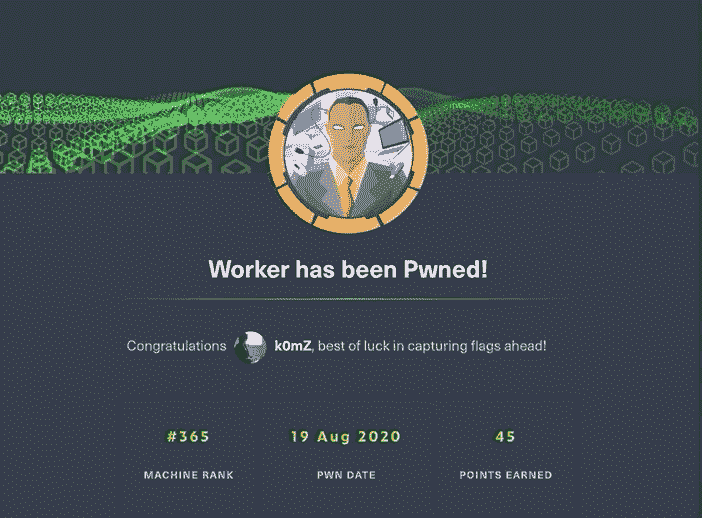 Worker has been Pwned!
Congratulations k0mZ, best of luck in capturing flags ahead!
#365 19 Aug 2020 45
MACHINE RANK PWN DATE POINTS EARNED